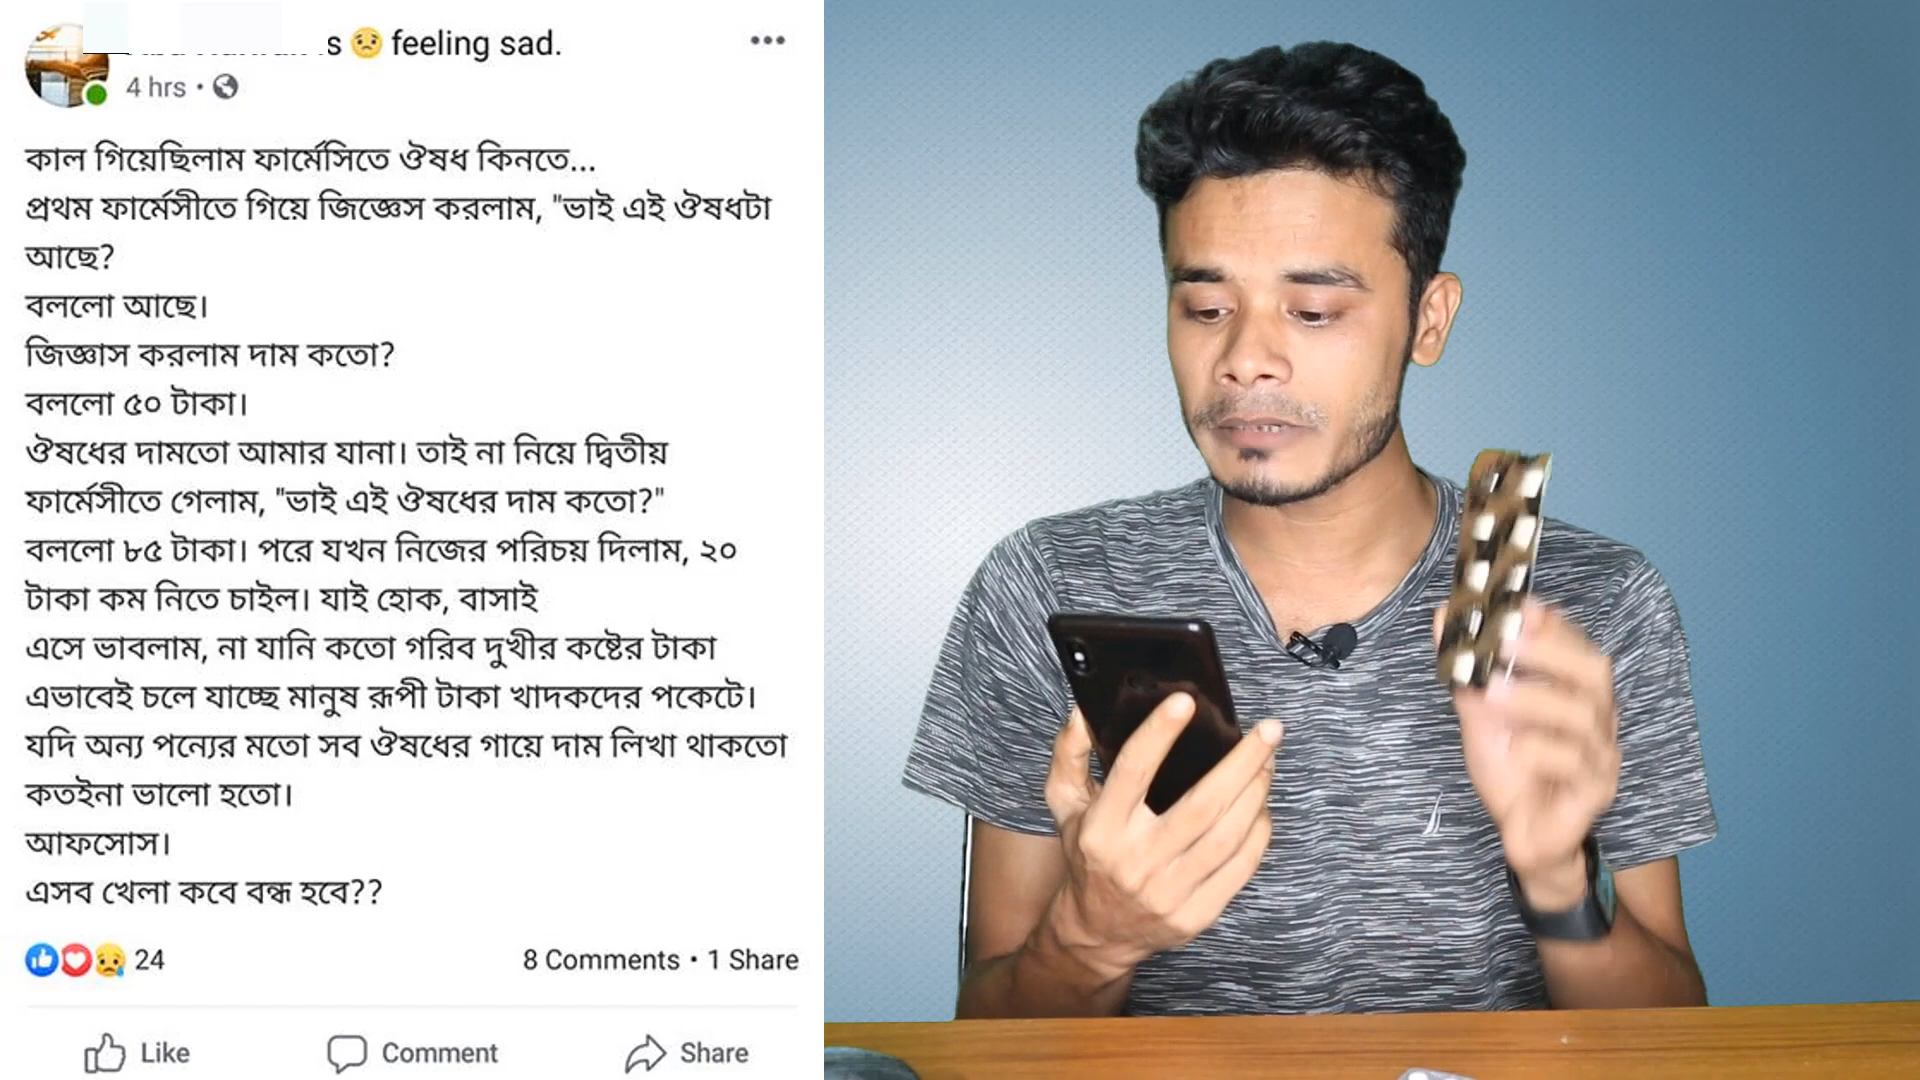 feeling sad.
4 hrs
কাল গিয়েছিলাম ফার্মেসিতে ঔষধ কিনতে...
প্রথম ফার্মেসীতে গিয়ে জিজ্ঞেস করলাম, "ভাই এই ঔষধটা
আছে?
বললো আছে।
জিজ্ঞাস করলাম দাম কতো?
বললো ৫০ টাকা।
ঔষধের দামতো আমার যানা। তাই না নিয়ে দ্বিতীয়
ফার্মেসীতে গেলাম, "ভাই এই ঔষধের দাম কতো?"
বললো ৮৫ টাকা। পরে যখন নিজের পরিচয় দিলাম, ২০
টাকা কম নিতে চাইল। যাই হোক, বাসাই
এসে ভাবলাম, না যানি কতো গরিব দুখীর কষ্টের টাকা
এভাবেই চলে যাচ্ছে মানুষ রূপী টাকা খাদকদের পকেটে।
যদি অন্য পন্যের মতো সব ঔষধের গায়ে দাম লিখা থাকতো
কতইনা ভালো হতো।
আফসোস।
এসব খেলা কবে বন্ধ হবে??
24 8 Comments • 1 Share
Like Comment Share